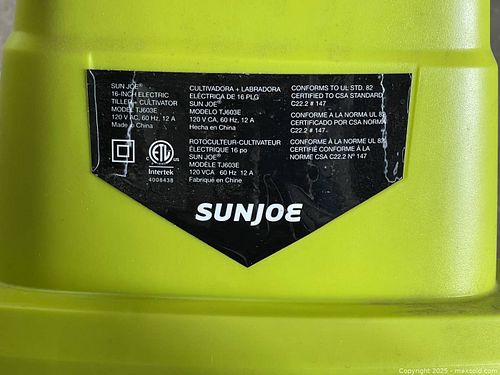 SUN JOE®
16-INCH ELECTRIC
TILLER + CULTIVATOR
MODEL TJ603E
120 V AC, 60 Hz, 12 A
Made in China
CULTIVADORA + LABRADORA
ELÉCTRICA DE 16 PLG
SUN JOE®
MODELO TJ603E
120 V CA, 60 Hz, 12 A
Hecha en China
ROTOCULTEUR-CULTIVATEUR
ÉLECTRIQUE 16 po
SUN JOE®
MODÈLE TJ603E
120 VCA 60 Hz 12 A
Fabriqué en Chine
CONFORMS TO UL STD. 82
CERTIFIED TO CSA STANDARD
C22.2 # 147
CONFORME A LA NORMA UL 82
CERTIFICADO POR CSA NORMA
C22.2 # 147
CONFORME À LA NORME UL 82
CERTIFIÉ CONFORME À LA
NORME CSA C22.2 N° 147
ETL
us
Intertek
4008438
SUNJOE
Copyright 2025 - maxsold.com